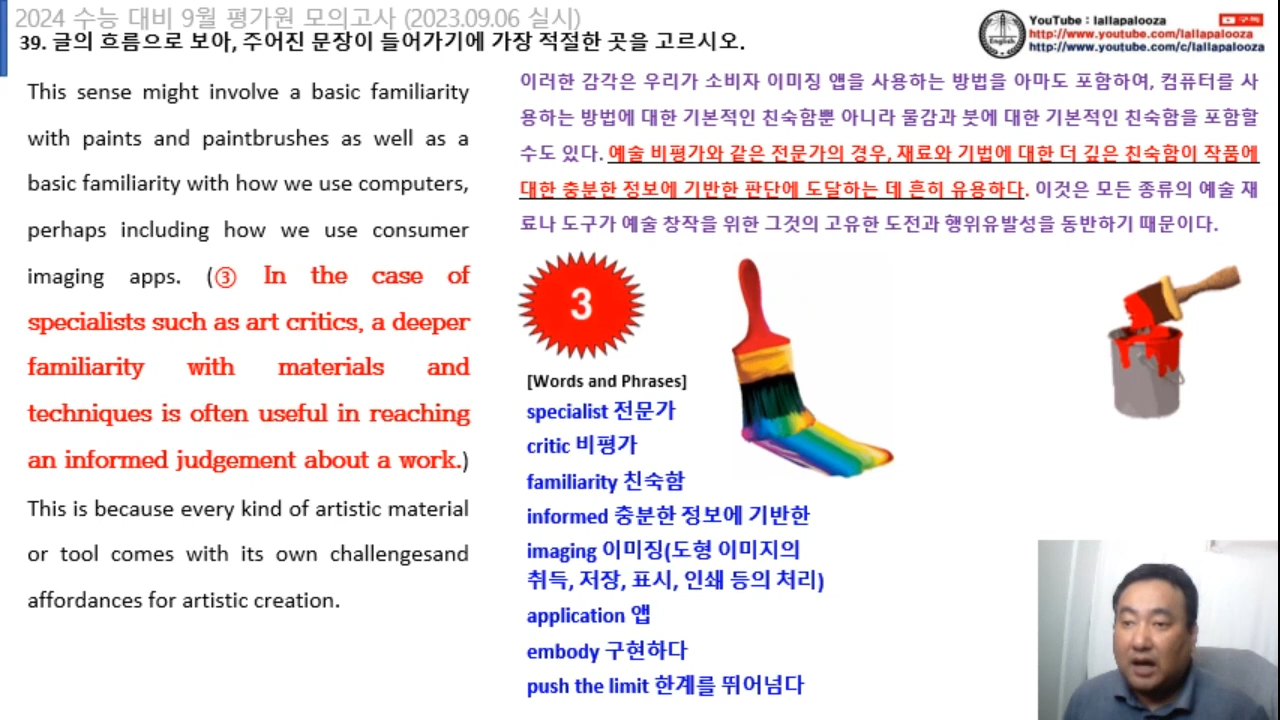 2024 수능 대비 9월 평가원 모의고사 (2023.09.06 실시)
39. 글의 흐름으로 보아, 주어진 문장이 들어가기에 가장 적절한 곳을 고르시오.
YouTube : lallapalooza
구독
http://www.youtube.com/lallapalooza
http://www.youtube.com/c/lallapalooza
English
This sense might involve a basic familiarity
with paints and paintbrushes as well as a
basic familiarity with how we use computers,
perhaps including how we use consumer
imaging apps. (③ In the case of
specialists such as art critics, a deeper
familiarity with materials and
techniques is often useful in reaching
an informed judgement about a work.)
This is because every kind of artistic material
or tool comes with its own challengesand
affordances for artistic creation.
이러한 감각은 우리가 소비자 이미징 앱을 사용하는 방법을 아마도 포함하여, 컴퓨터를 사
용하는 방법에 대한 기본적인 친숙함뿐 아니라 물감과 붓에 대한 기본적인 친숙함을 포함할
수도 있다. 예술 비평가와 같은 전문가의 경우, 재료와 기법에 대한 더 깊은 친숙함이 작품에
대한 충분한 정보에 기반한 판단에 도달하는 데 흔히 유용하다. 이것은 모든 종류의 예술 재
료나 도구가 예술 창작을 위한 그것의 고유한 도전과 행위유발성을 동반하기 때문이다.
3
[Words and Phrases]
specialist 전문가
critic 비평가
familiarity 친숙함
informed 충분한 정보에 기반한
imaging 이미징(도형 이미지의
취득, 저장, 표시, 인쇄 등의 처리)
application 앱
embody 구현하다
push the limit 한계를 뛰어넘다